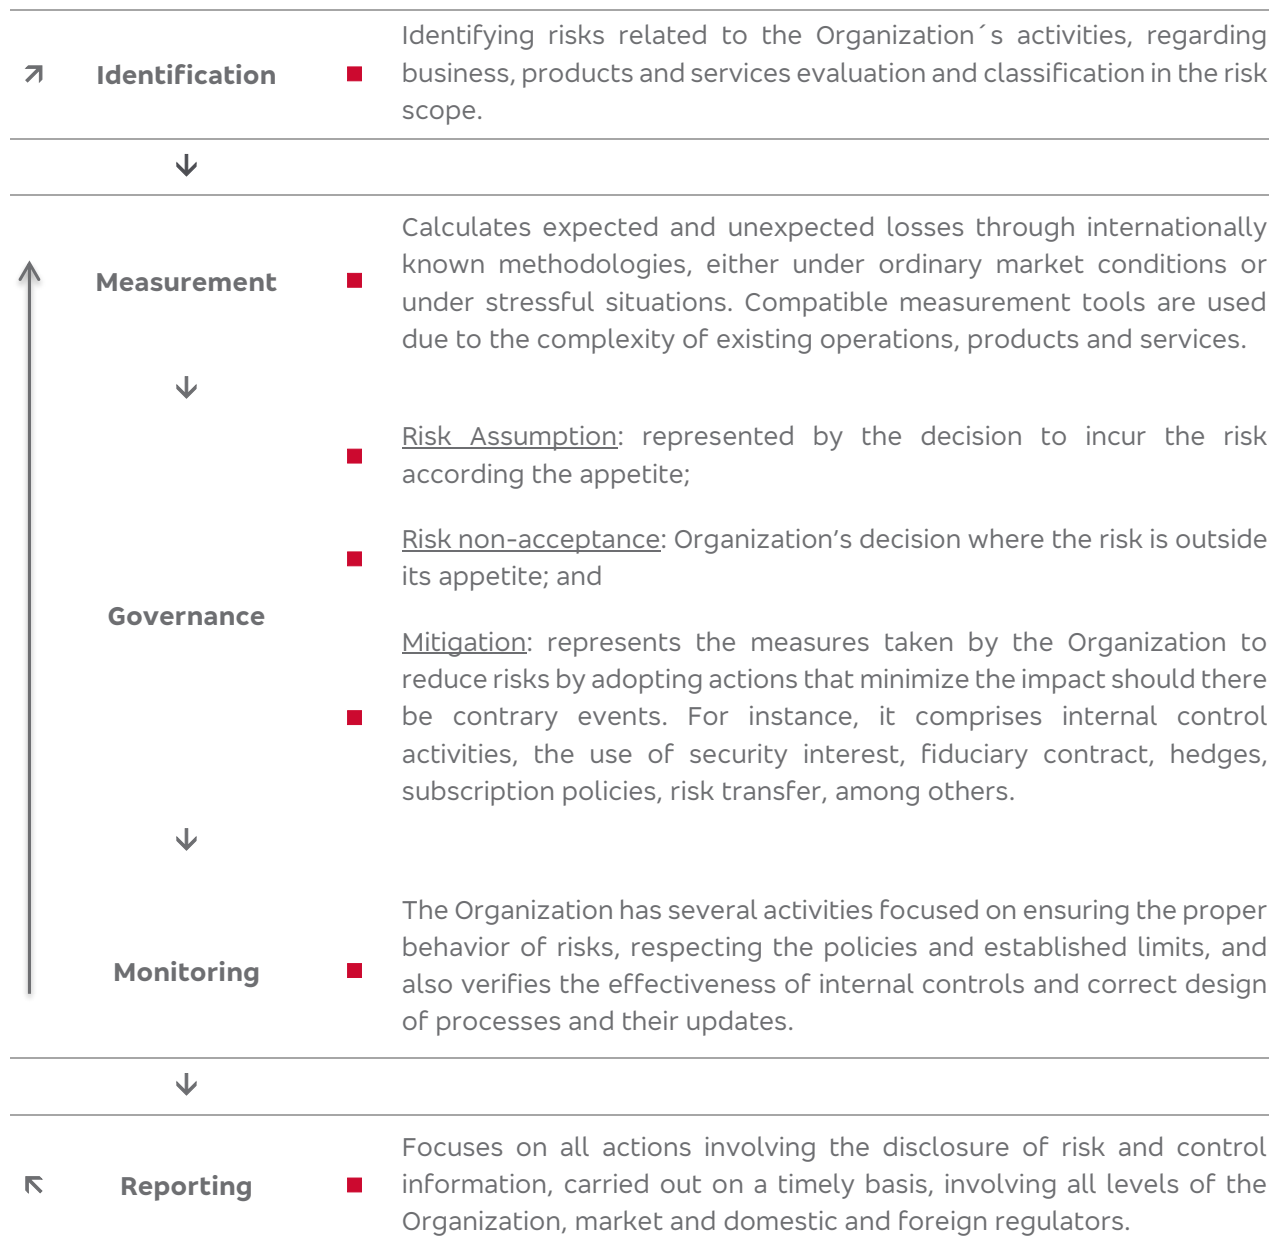 Identifying risks related to the Organization´s activities, regarding
Identification
business, products and services evaluation and classification in the risk
scope.
Calculates expected and unexpected losses through internationally
known methodologies, either under ordinary market conditions or
Measurement
under stressful situations. Compatible measurement tools are used
due to the complexity of existing operations, products and services.
Governance
Risk Assumption: represented by the decision to incur the risk
according the appetite;
Risk non-acceptance: Organization’s decision where the risk is outside
its appetite; and
Mitigation: represents the measures taken by the Organization to
reduce risks by adopting actions that minimize the impact should there
be contrary events. For instance, it comprises internal control
activities, the use of security interest, fiduciary contract, hedges,
subscription policies, risk transfer, among others.
The Organization has several activities focused on ensuring the proper
behavior of risks, respecting the policies and established limits, and
Monitoring
also verifies the effectiveness of internal controls and correct design
of processes and their updates.
Focuses on all actions involving the disclosure of risk and control
Reporting
information, carried out on a timely basis, involving all levels of the
Organization, market and domestic and foreign regulators.